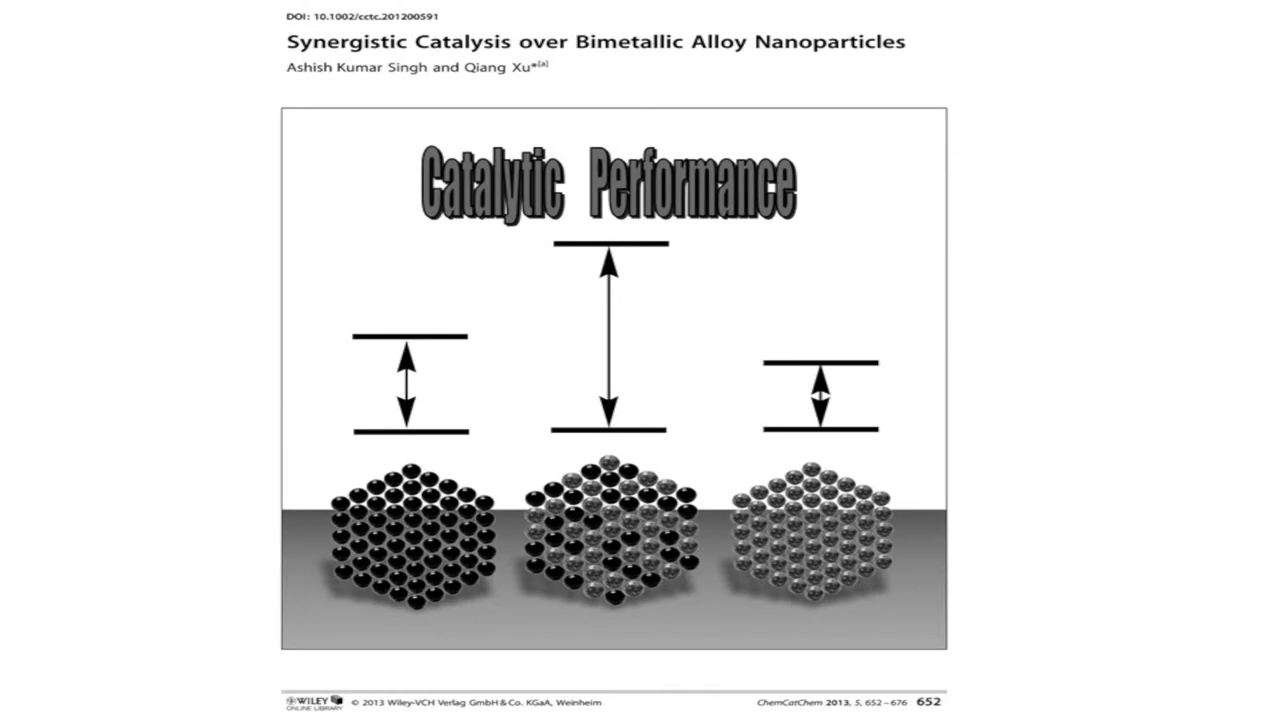 DOI: 10.1002/cctc.201200591
Synergistic Catalysis over Bimetallic Alloy Nanoparticles
Ashish Kumar Singh and Qiang Xu*[a]
Catalytic Performance
WILEY
ONLINE LIBRARY
© 2013 Wiley-VCH Verlag GmbH & Co. KGaA, Weinheim
ChemCatChem 2013, 5, 652 – 676 652